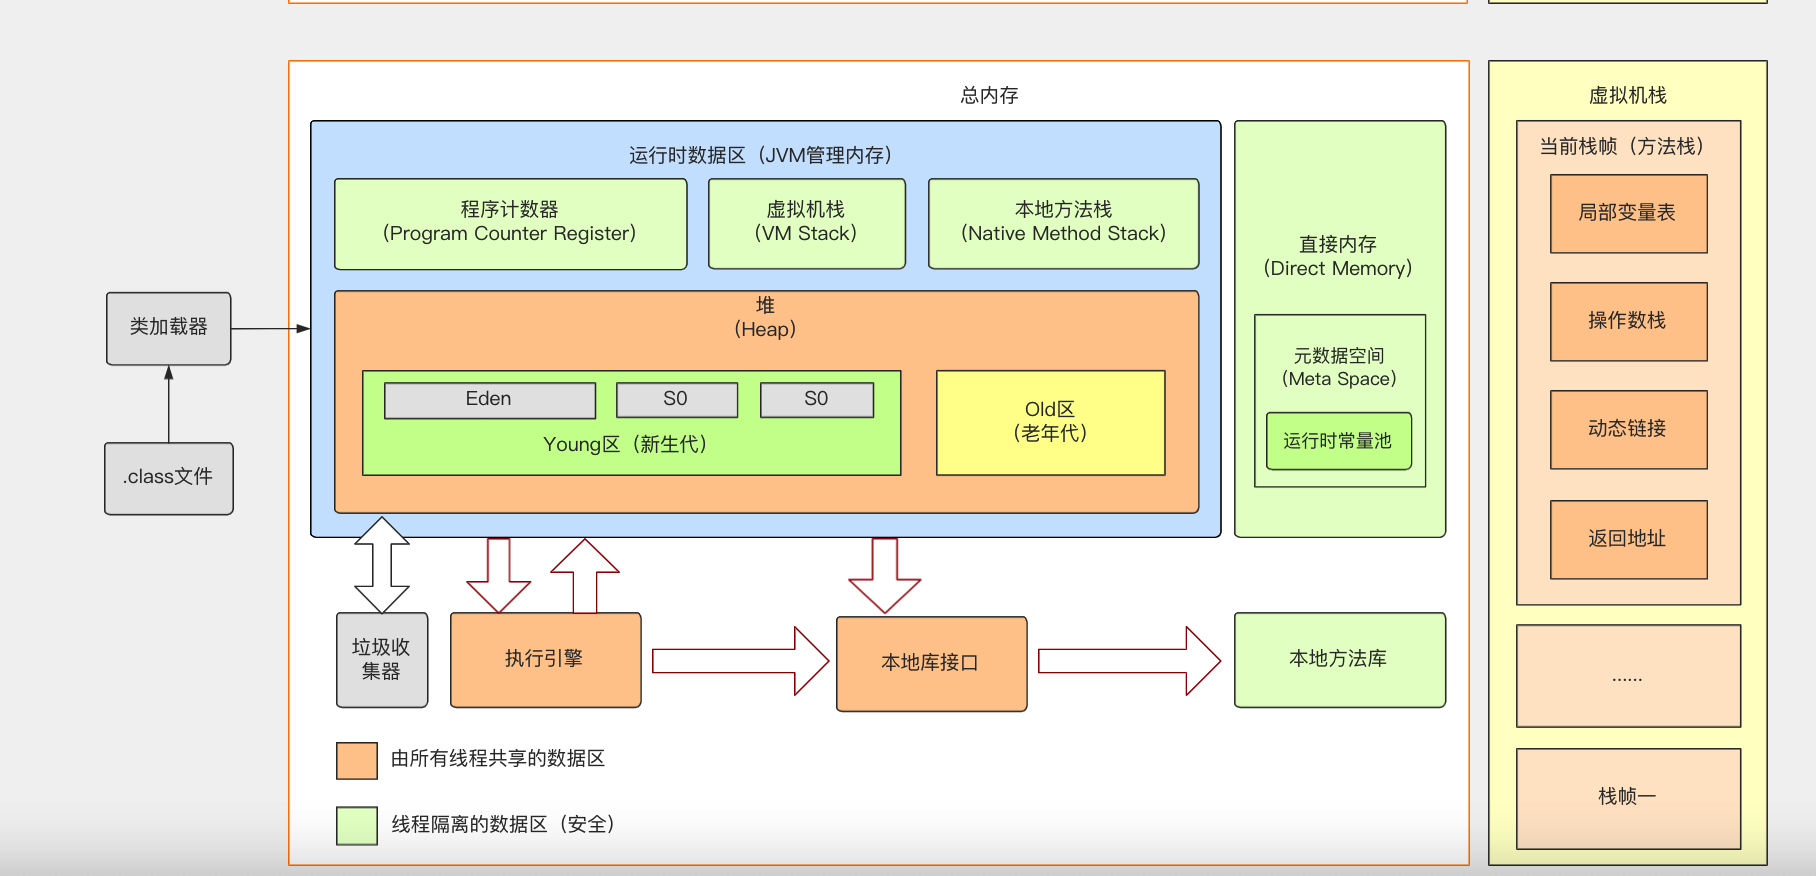 总内存
运行时数据区（JVM管理内存）
程序计数器
（Program Counter Register）
虚拟机栈
（VM Stack）
本地方法栈
（Native Method Stack）
堆
（Heap）
Eden
S0
S0
Young区（新生代）
Old区
（老年代）
直接内存
（Direct Memory）
元数据空间
（Meta Space）
运行时常量池
类加载器
.class文件
垃圾收
集器
执行引擎
本地库接口
本地方法库
由所有线程共享的数据区
线程隔离的数据区（安全）
虚拟机栈
当前栈帧（方法栈）
局部变量表
操作数栈
动态链接
返回地址
......
栈帧一